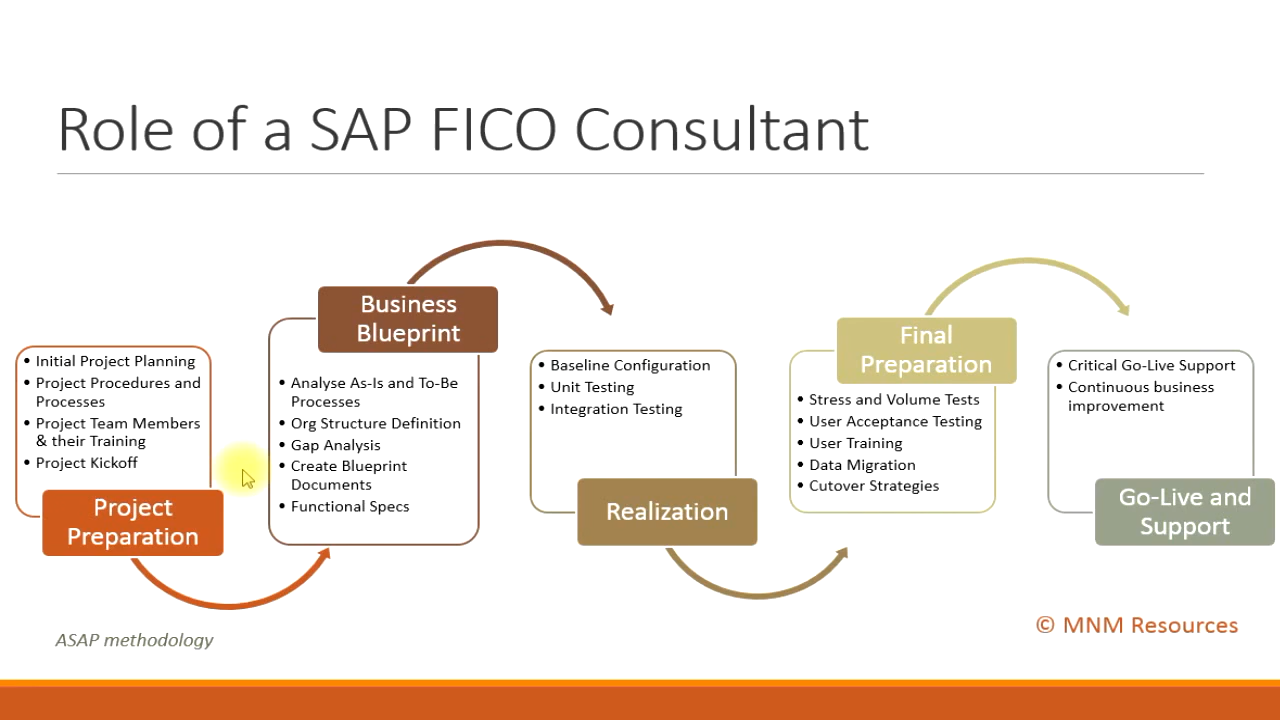 Role of a SAP FICO Consultant
• Initial Project Planning
• Project Procedures and
Processes
• Project Team Members
& their Training
• Project Kickoff
Project
Preparation
Business
Blueprint
• Analyse As-Is and To-Be
Processes
• Org Structure Definition
• Gap Analysis
• Create Blueprint
Documents
• Functional Specs
• Baseline Configuration
• Unit Testing
• Integration Testing
Realization
Final
Preparation
• Stress and Volume Tests
• User Acceptance Testing
• User Training
• Data Migration
• Cutover Strategies
• Critical Go-Live Support
• Continuous business
improvement
Go-Live and
Support
ASAP methodology
© MNM Resources